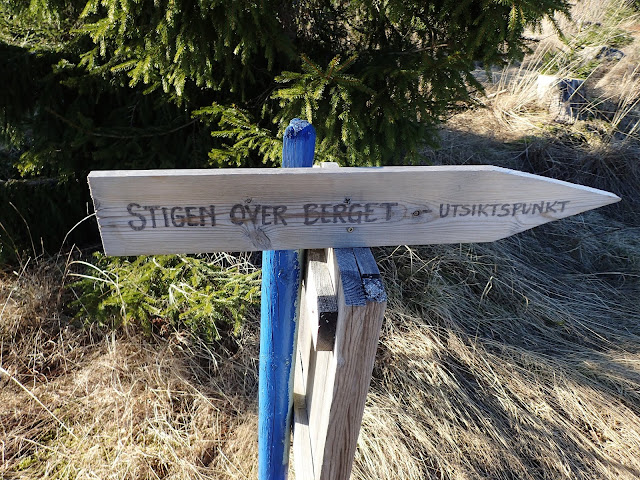 STIGEN ÖVER BERGET - UTSIKTSPUNKT